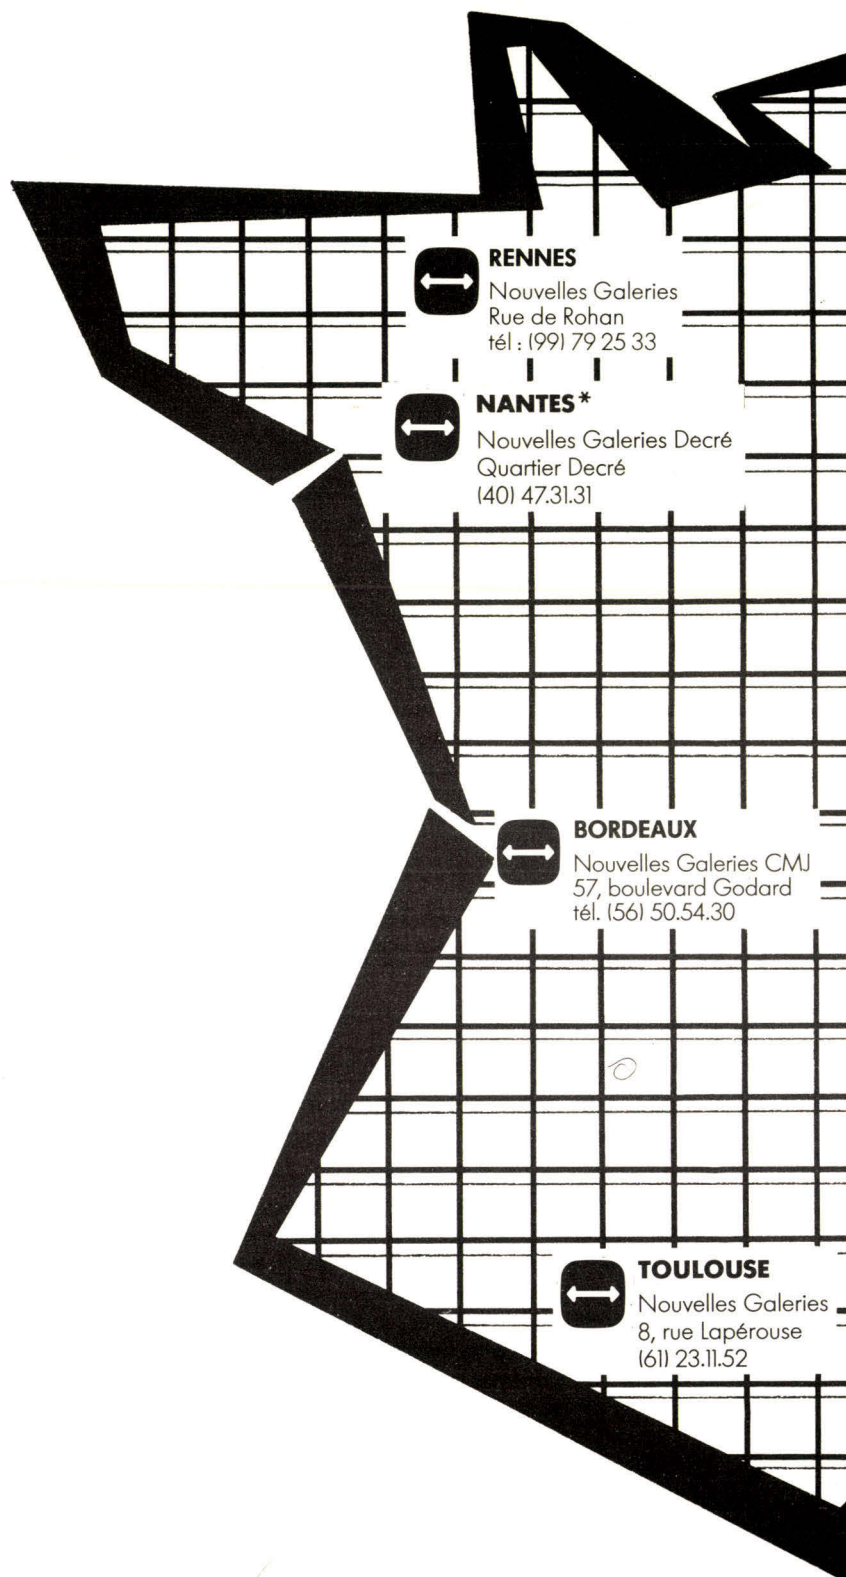 RENNES
Nouvelles Galeries
Rue de Rohan
tél : (99) 79 25 33
NANTES*
Nouvelles Galeries Decré
Quartier Decré
(40) 47.31.31
BORDEAUX
Nouvelles Galeries CMJ
57, boulevard Godard
tél. (56) 50.54.30
TOULOUSE
Nouvelles Galeries
8, rue Lapérouse
(61) 23.11.52